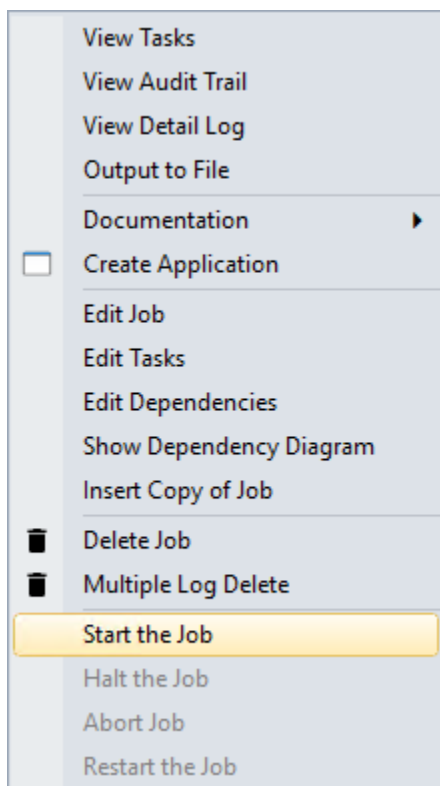 View Tasks
View Audit Trail
View Detail Log
Output to File
Documentation
Create Application
Edit Job
Edit Tasks
Edit Dependencies
Show Dependency Diagram
Insert Copy of Job
Delete Job
Multiple Log Delete
Start the Job
Halt the Job
Abort Job
Restart the Job